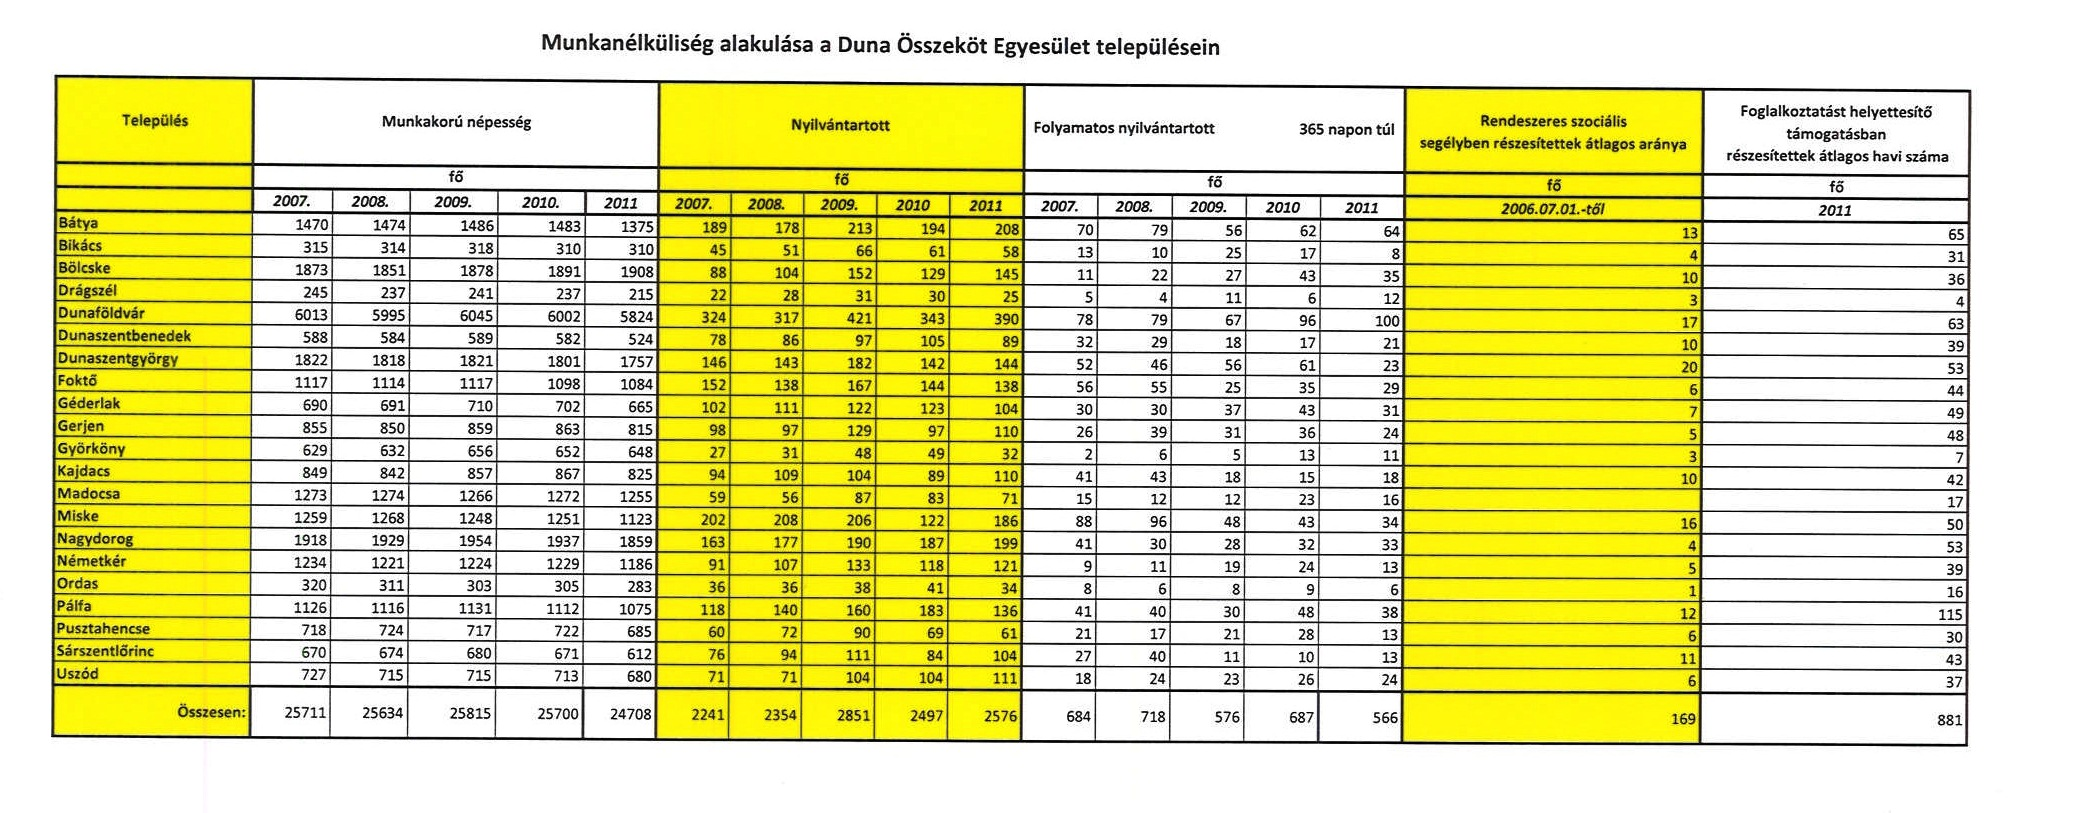 Munkanélküliség alakulása a Duna Összeköt Egyesület településein
Település Munkakorú népesség Nyilvántartott Folyamatos nyilvántartott 365 napon túl Rendeszeres szociális segélyben részesítettek átlagos aránya Foglalkoztatást helyettesítő támogatásban részesítettek átlagos havi száma
fő fő fő fő fő
2007. 2008. 2009. 2010. 2011 2007. 2008. 2009. 2010 2011 2007. 2008. 2009. 2010 2011 2006.07.01.-től 2011
Bátya 1470 1474 1486 1483 1375 189 178 213 194 208 70 79 56 62 64 13 65
Bikács 315 314 318 310 310 45 51 66 61 58 13 10 25 17 8 4 31
Bölcske 1873 1851 1878 1891 1908 88 104 152 129 145 11 22 27 43 35 10 36
Drágszél 245 237 241 237 215 22 28 31 30 25 5 4 11 6 12 3 4
Dunaföldvár 6013 5995 6045 6002 5824 324 317 421 343 390 78 79 67 96 100 17 63
Dunaszentbenedek 588 584 589 582 524 78 86 97 105 89 32 29 18 17 21 10 39
Dunaszentgyörgy 1822 1818 1821 1801 1757 146 143 182 142 144 52 46 56 61 23 20 53
Foktő 1117 1114 1117 1098 1084 152 138 167 144 138 56 55 25 35 29 6 44
Géderlak 690 691 710 702 665 102 111 122 123 104 30 30 37 43 31 7 49
Gerjen 855 850 859 863 815 98 97 129 97 110 26 39 31 36 24 5 48
Györköny 629 632 656 652 648 27 31 48 49 32 2 6 5 13 11 3 7
Kajdacs 849 842 857 867 825 94 109 104 89 110 41 43 18 15 18 10 42
Madocsa 1273 1274 1266 1272 1255 59 56 87 83 71 15 12 12 23 16 17
Miske 1259 1268 1248 1251 1123 202 208 206 122 186 88 96 48 43 34 16 50
Nagydorog 1918 1929 1954 1937 1859 163 177 190 187 199 41 30 28 32 33 4 53
Németkér 1234 1221 1224 1229 1186 91 107 133 118 121 9 11 19 24 13 5 39
Ordas 320 311 303 305 283 36 36 38 41 34 8 6 8 9 6 1 16
Pálfa 1126 1116 1131 1112 1075 118 140 160 183 136 41 40 30 48 38 12 115
Pusztahencse 718 724 717 722 685 60 72 90 69 61 21 17 21 28 13 6 30
Sárszentlőrinc 670 674 680 671 612 76 94 111 84 104 27 40 11 10 13 11 43
Uszód 727 715 715 713 680 71 71 104 104 111 18 24 23 26 24 6 37
Összesen: 25711 25634 25815 25700 24708 2241 2354 2851 2497 2576 684 718 576 687 566 169 881